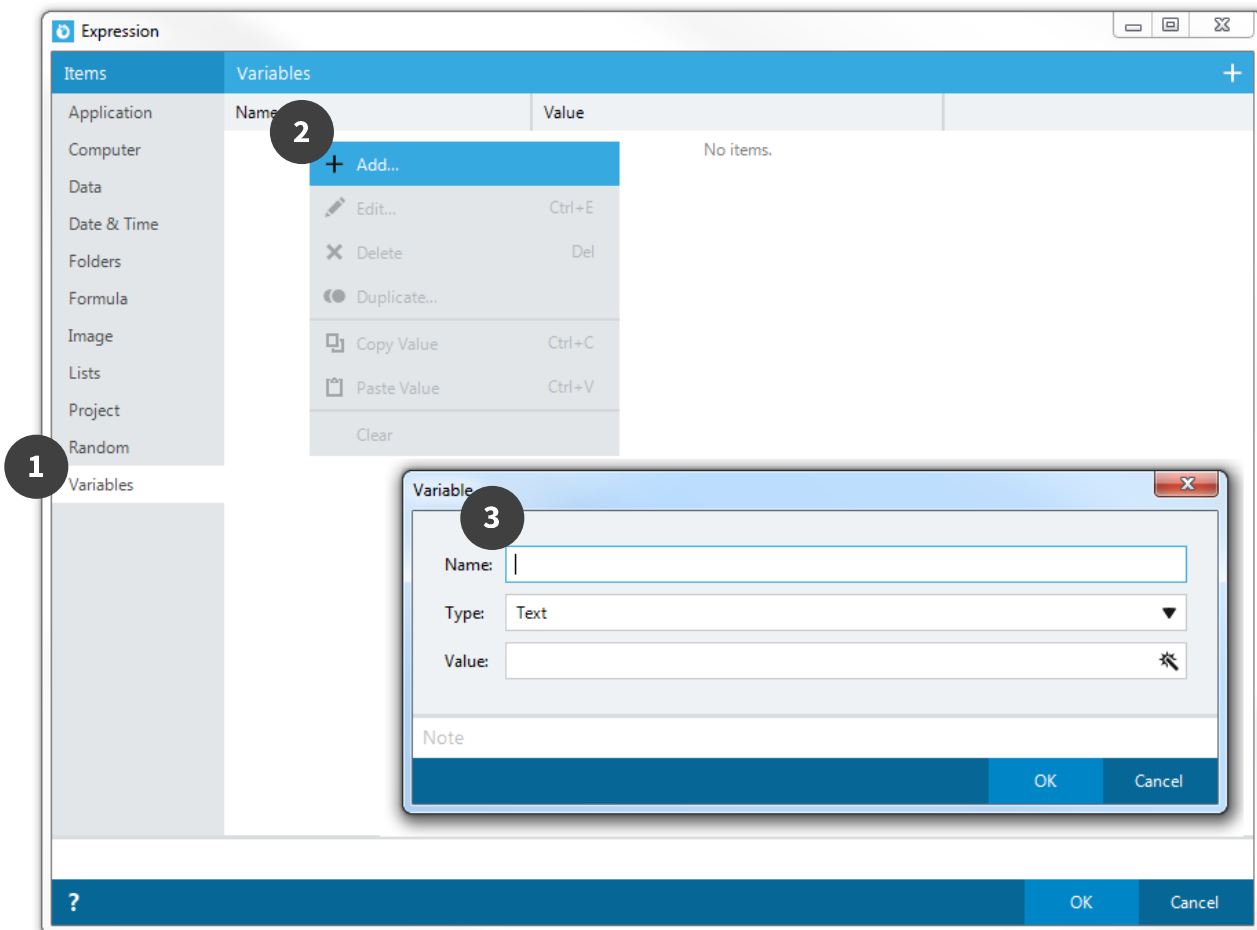 Expression
Items
Variables
Application
Name
Value
2
Computer
No items.
Add...
Data
Edit... Ctrl+E
Date & Time
Delete Del
Folders
Formula
Duplicate...
Image
Copy Value Ctrl+C
Lists
Paste Value Ctrl+V
Project
Clear
Random
1
Variables
Variable
3
Name:
Type: Text
Value:
Note
OK Cancel
?
OK Cancel